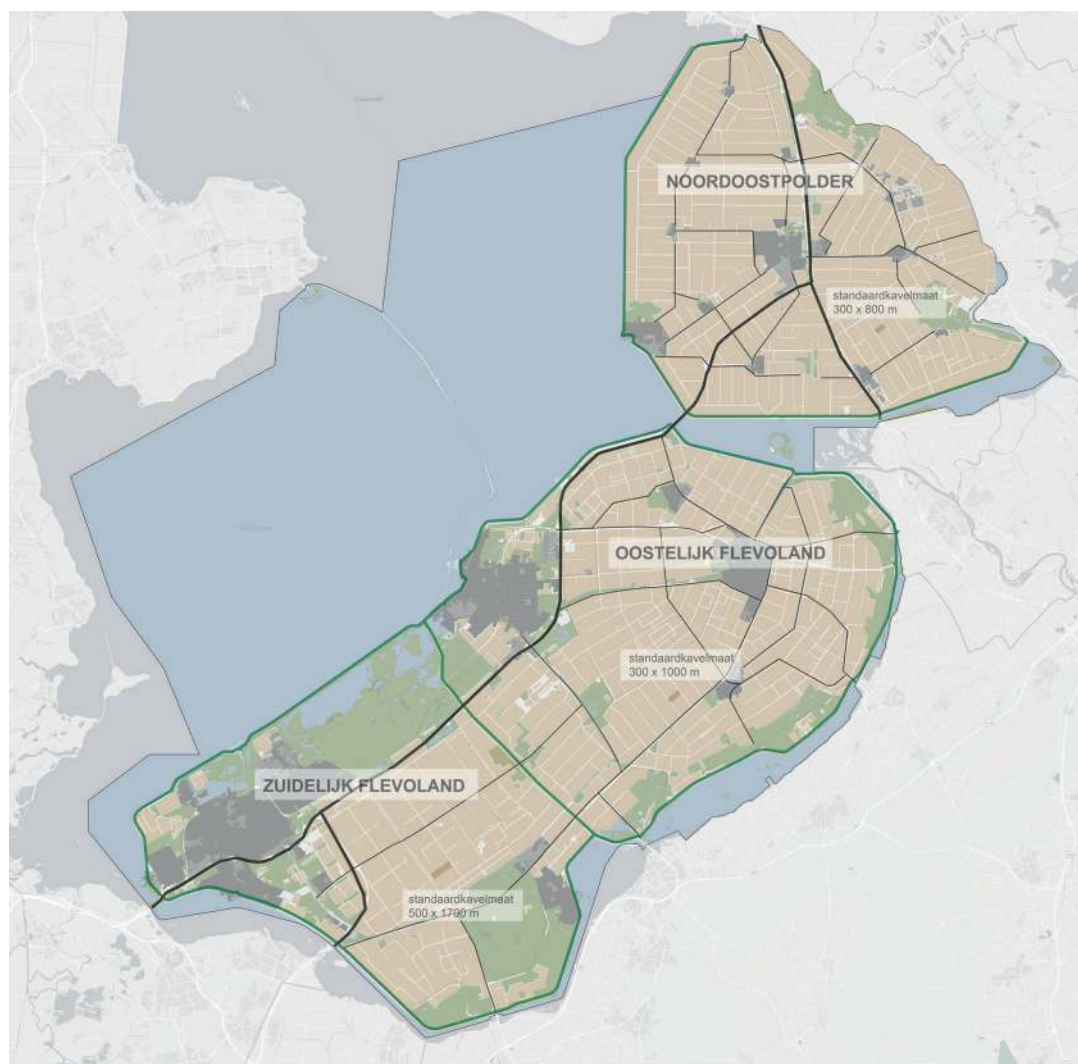 NOORDOOSTPOLDER
standaardkavelmaat
300 x 800 m
OOSTELIJK FLEVOLAND
standaardkavelmaat
300 x 1000 m
ZUIDELIJK FLEVOLAND
standaardkavelmaat
500 x 1700 m